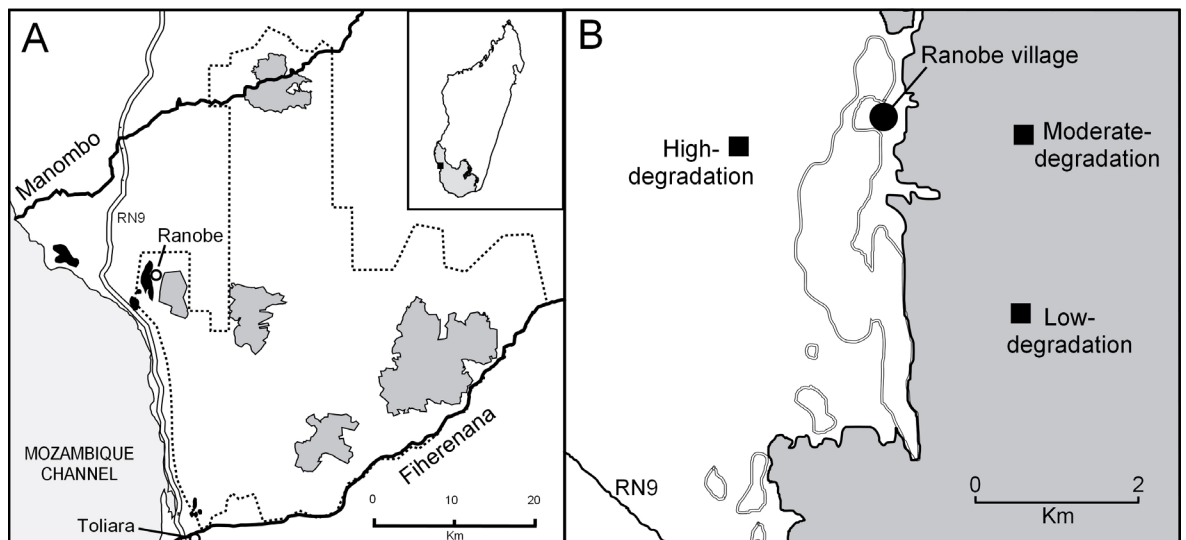 A
Manombo
RN9
Ranobe
MOZAMBIQUE
CHANNEL
Toliara
Fiherenana
0 10 20
Km
B
Ranobe village
High-
degradation
Moderate-
degradation
Low-
degradation
RN9
0 2
Km